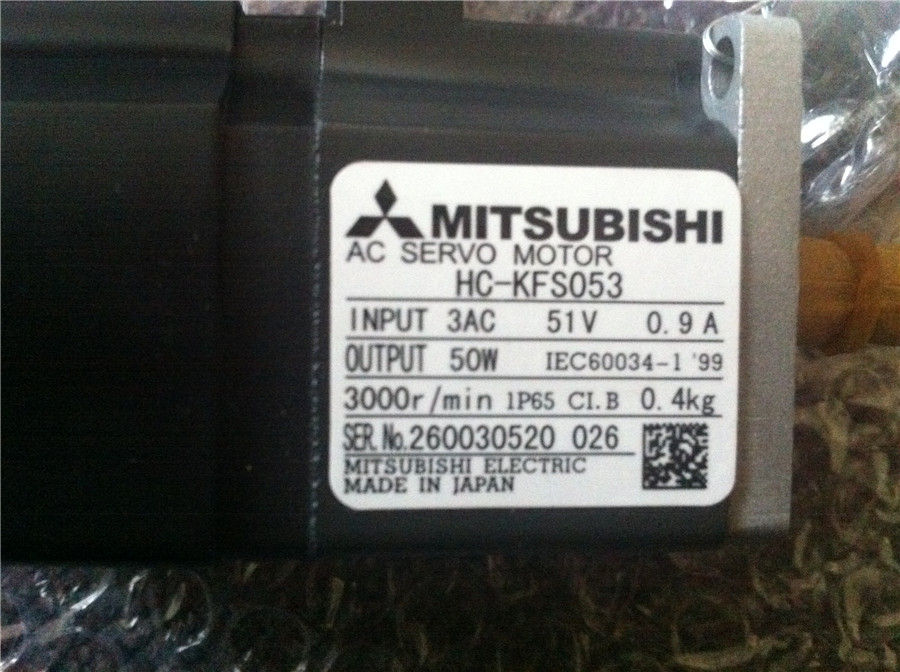 MITSUBISHI
AC SERVO MOTOR
HC-KFS053
INPUT 3AC 51V 0.9A
OUTPUT 50W IEC60034-1 '99
3000r/min IP65 CI.B 0.4kg
SER.No.260030520 026
MITSUBISHI ELECTRIC
MADE IN JAPAN